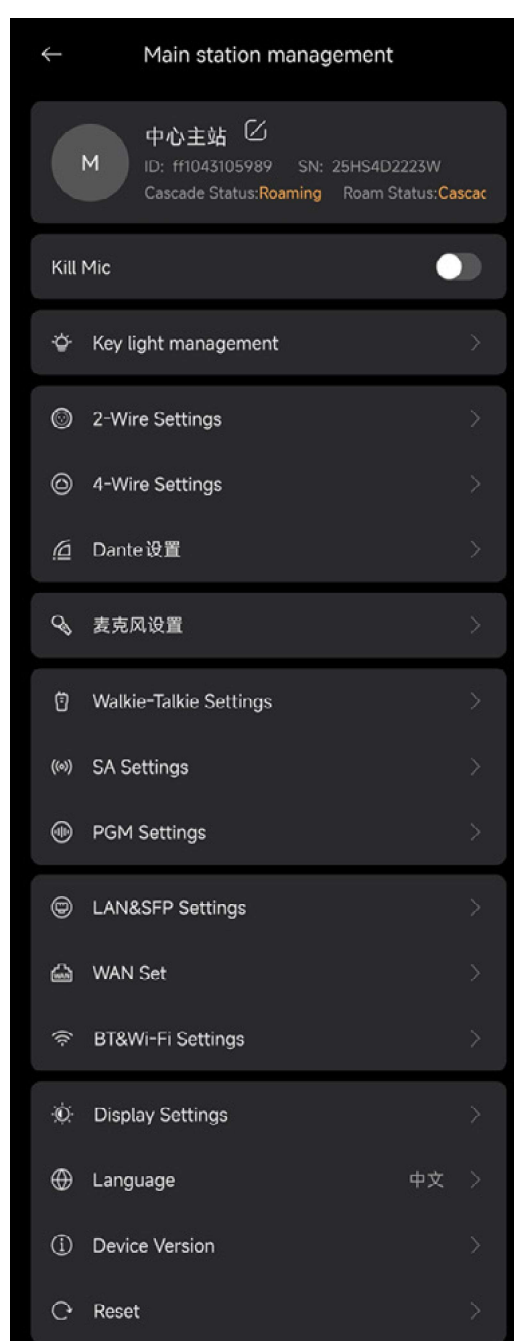 Main station management
中心主站
M
ID: ff1043105989 SN: 25HS4D2223W
Cascade Status:Roaming Roam Status:Cascac
Kill Mic
Key light management
2-Wire Settings
4-Wire Settings
Dante设置
麦克风设置
Walkie-Talkie Settings
SA Settings
PGM Settings
LAN&SFP Settings
WAN Set
BT&Wi-Fi Settings
Display Settings
Language 中文
Device Version
Reset